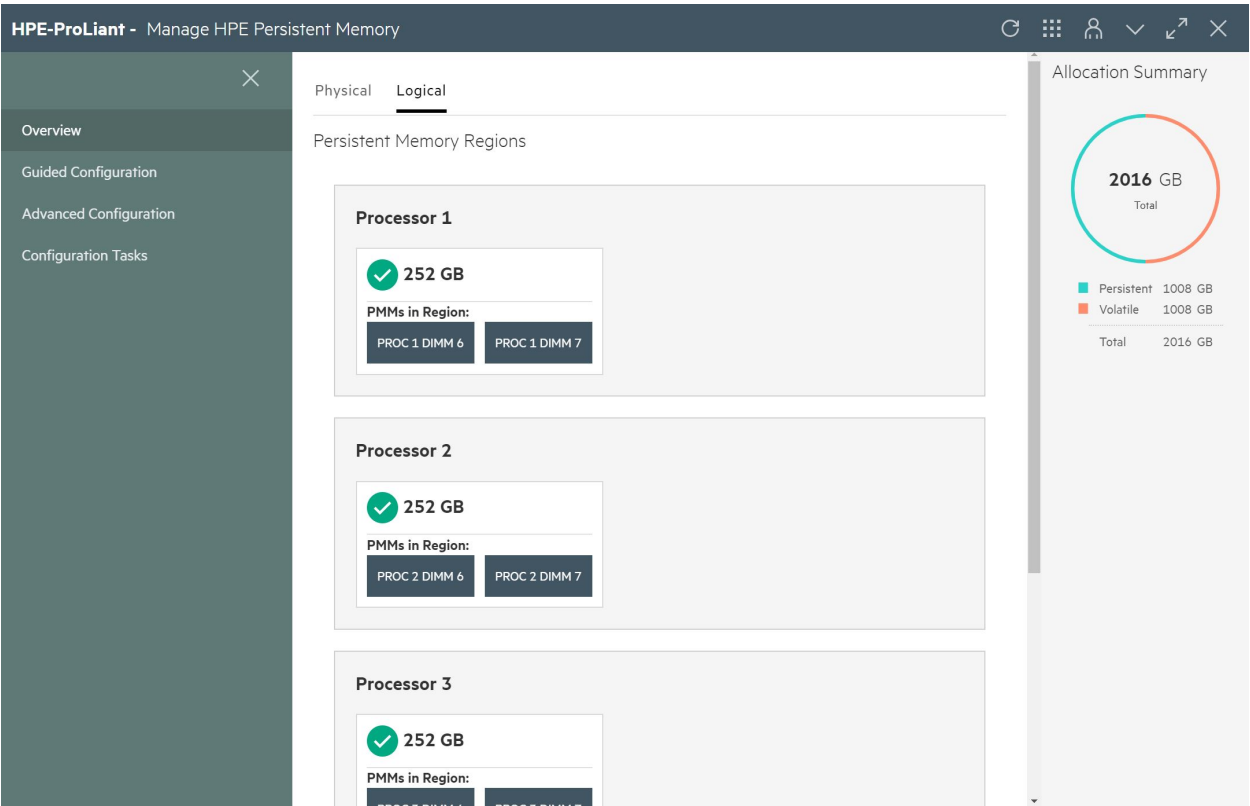 HPE-ProLiant - Manage HPE Persistent Memory
Overview
Guided Configuration
Advanced Configuration
Configuration Tasks
Physical Logical
Persistent Memory Regions
Processor 1
252 GB
PMMs in Region:
PROC 1 DIMM 6 PROC 1 DIMM 7
Processor 2
252 GB
PMMs in Region:
PROC 2 DIMM 6 PROC 2 DIMM 7
Processor 3
252 GB
PMMs in Region:
Allocation Summary
2016 GB
Total
Persistent 1008 GB
Volatile 1008 GB
Total 2016 GB